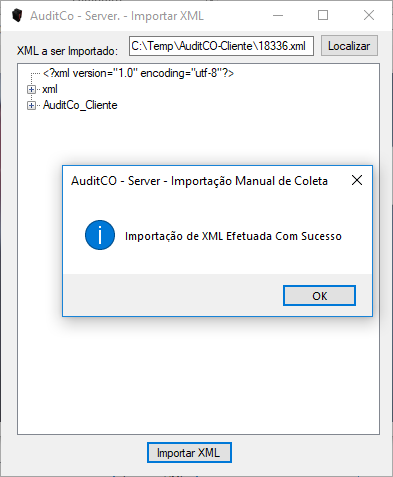 AuditCo - Server. - Importar XML
XML a ser Importado: C:\Temp\AuditCO-Cliente\18336.xml Localizar
<?xml version="1.0" encoding="utf-8"?>
xml
AuditCo_Cliente
AuditCO - Server - Importação Manual de Coleta
Importação de XML Efetuada Com Sucesso
OK
Importar XML